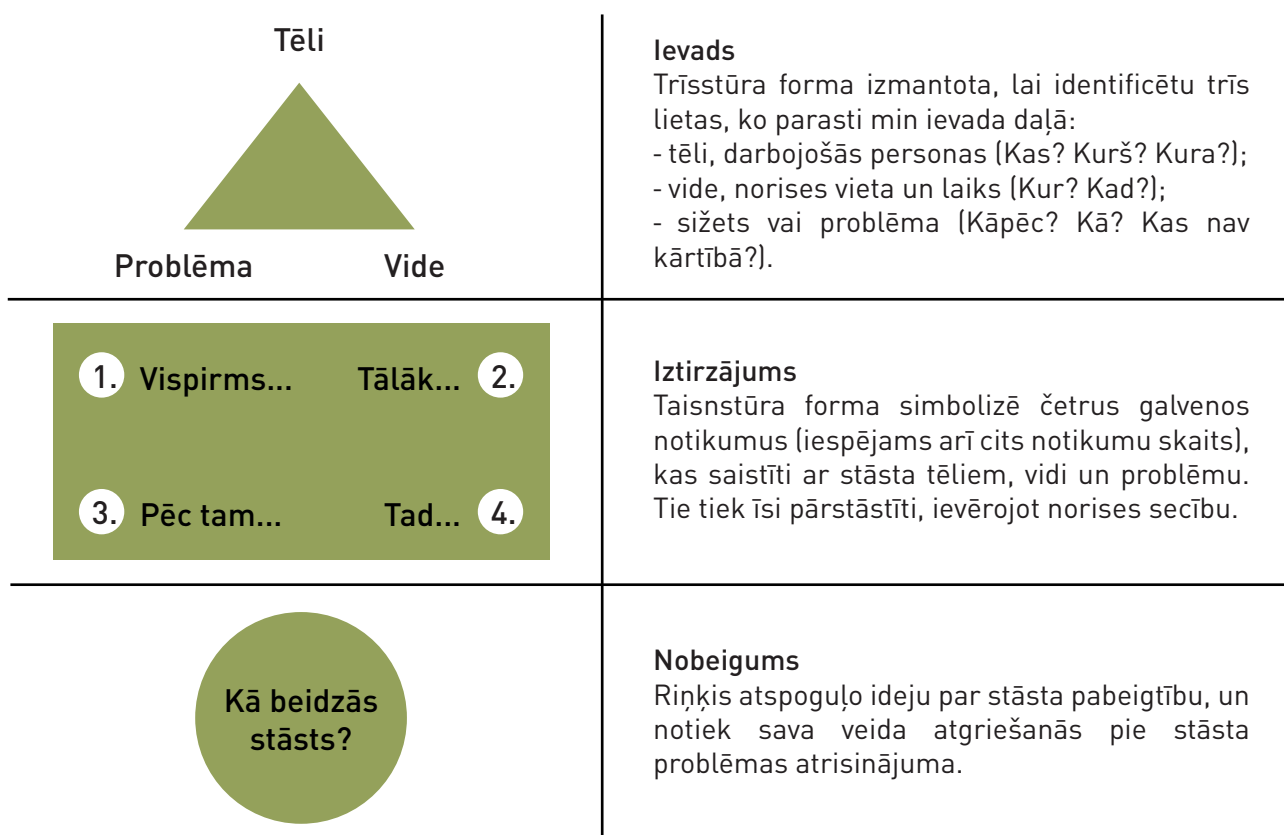 Tēli
Problēma Vide
Ievads
Trīsstūra forma izmantota, lai identificētu trīs
lietas, ko parasti min ievada daļā:
- tēli, darbojošās personas (Kas? Kurš? Kura?);
- vide, norises vieta un laiks (Kur? Kad?);
- sižets vai problēma (Kāpēc? Kā? Kas nav
kārtībā?).
1. Vispirms... Tālāk... 2.
3. Pēc tam... Tad... 4.
Iztirzājums
Taisnstūra forma simbolizē četrus galvenos
notikumus (iespējams arī cits notikumu skaits),
kas saistīti ar stāsta tēliem, vidi un problēmu.
Tie tiek īsi pārstāstīti, ievērojot norises secību.
Kā beidzās
stāsts?
Nobeigums
Riņķis atspoguļo ideju par stāsta pabeigtību, un
notiek sava veida atgriešanās pie stāsta
problēmas atrisinājuma.